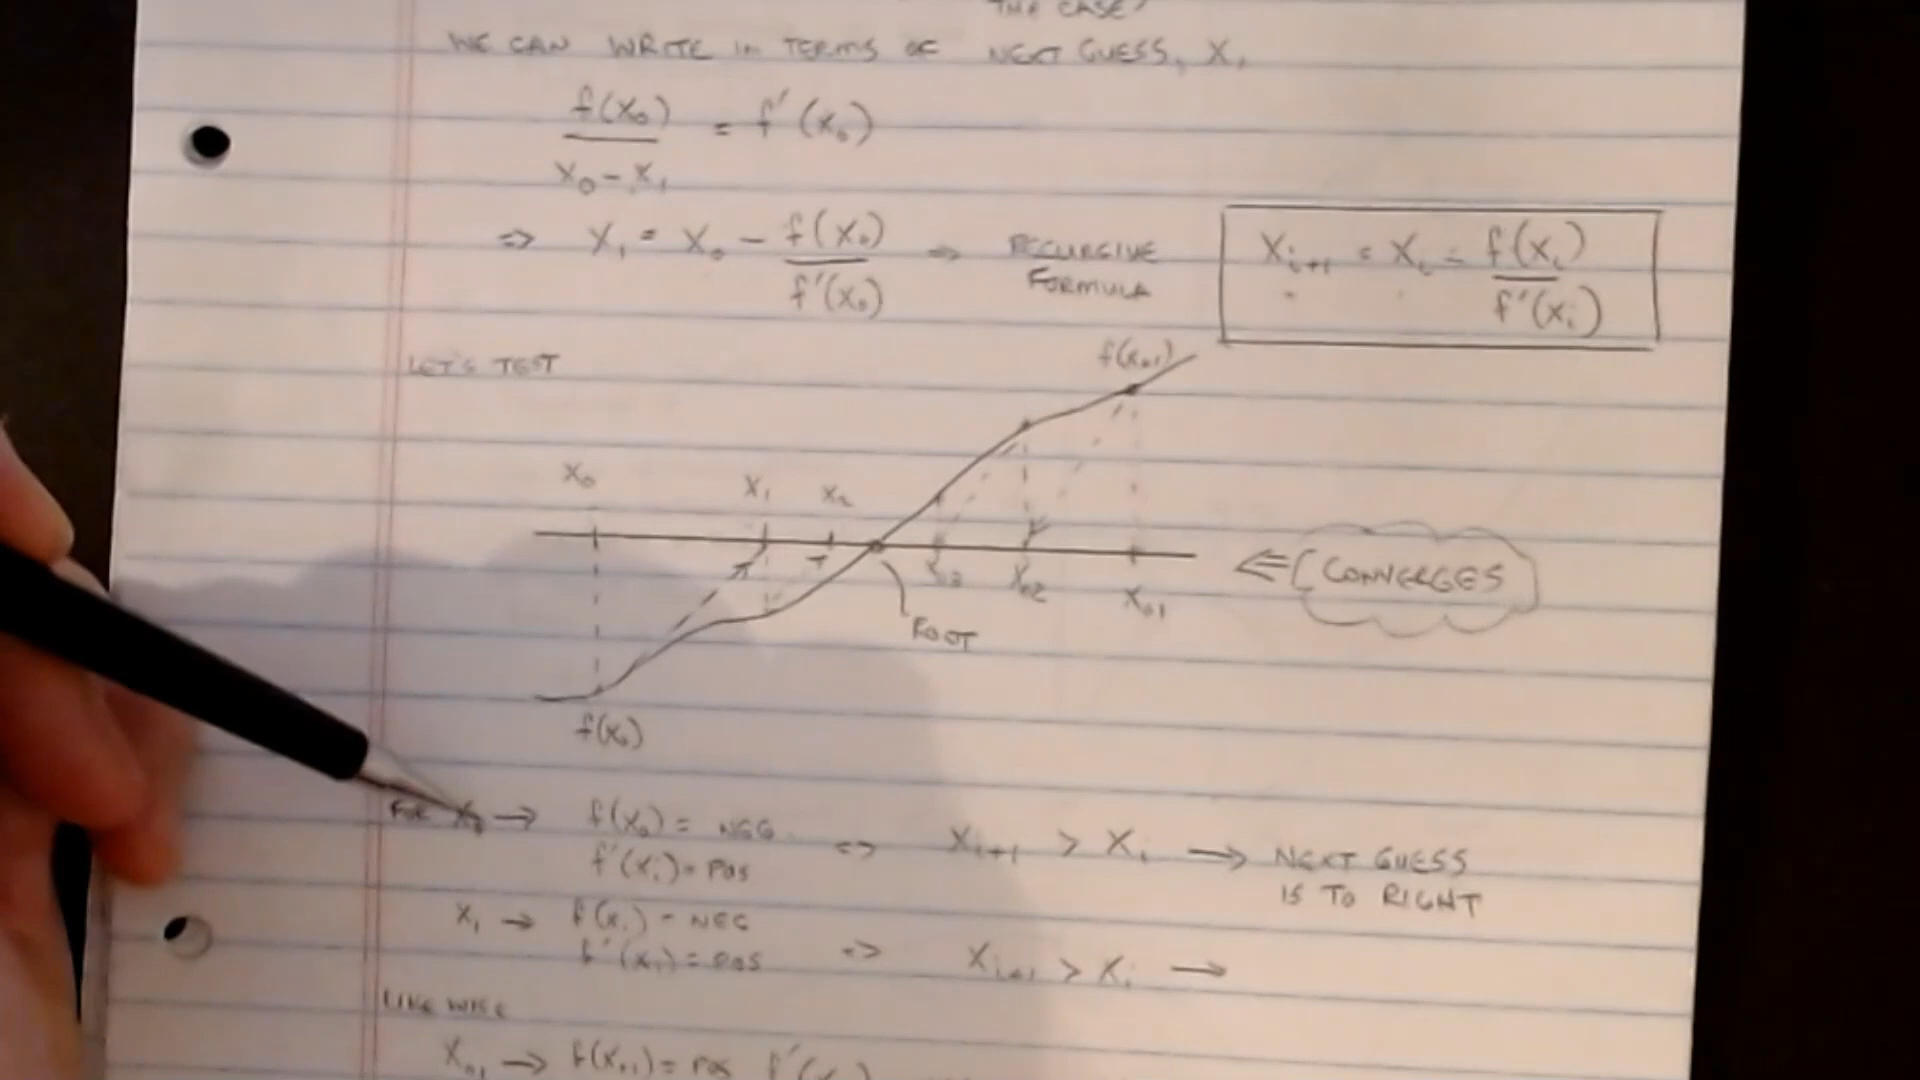 THE CASE
WE CAN WRITE IN TERMS OF NEXT GUESS, X₁
f(x₀)
= f'(x₀)
x₀ - x₁
=> X₁ = X₀ - f(x₀) / f'(x₀) => RECURSIVE FORMULA
Xᵢ₊₁ = Xᵢ - f(xᵢ) / f'(xᵢ)
LET'S TEST
f(x₀₁)
X₀ X₁ X₂
X₀₃ X₀₂ X₀₁
<= CONVERGES
ROOT
f(x₀)
FOR X₀ → f(x₀) = NEG
f'(xᵢ) = POS
=> Xᵢ₊₁ > Xᵢ → NEXT GUESS
IS TO RIGHT
X₁ → f(x₁) = NEG
f'(x₁) = POS => Xᵢ₊₁ > Xᵢ →
LIKE WISE
X₀₁ → f(x₀₁) = POS